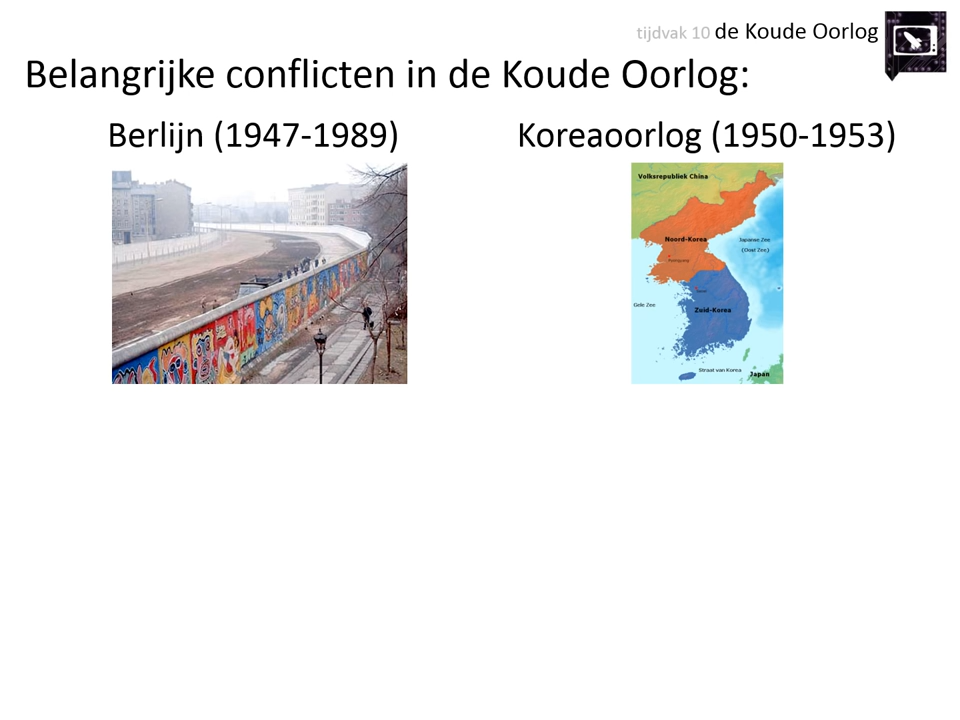 tijdvak 10 de Koude Oorlog
Belangrijke conflicten in de Koude Oorlog:
Berlijn (1947-1989)
Koreaoorlog (1950-1953)
Volksrepubliek China
Noord-Korea
Japanse Zee
(Oost Zee)
Gele Zee
Zuid-Korea
Straat van Korea
Japan